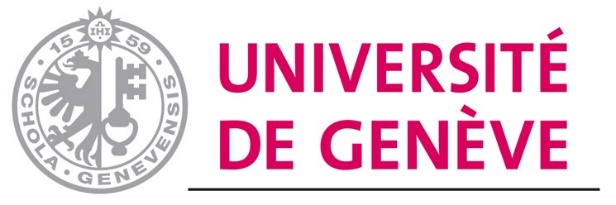 IHS
15 59
SCHOLA · GENEVENSIS
UNIVERSITÉ
DE GENÈVE